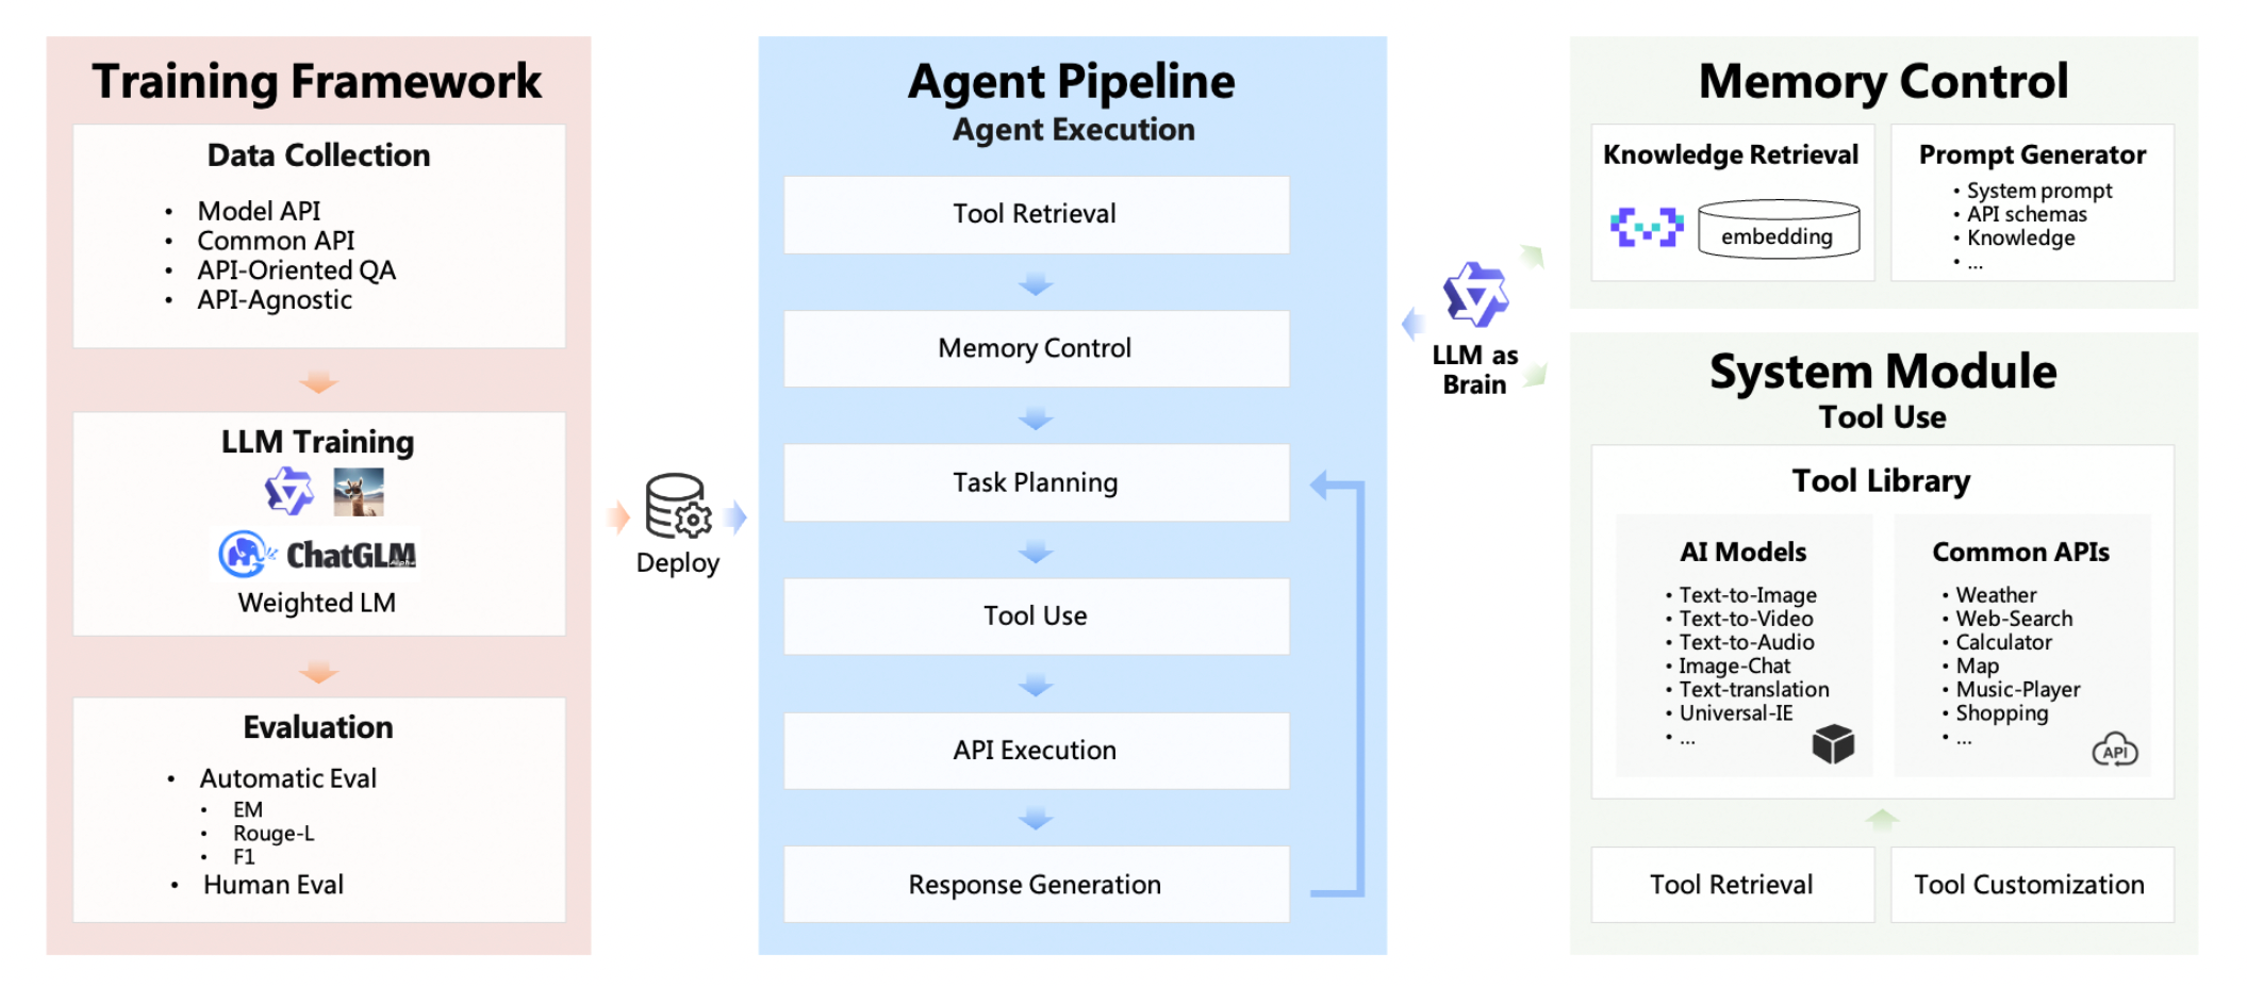 Training Framework
Data Collection
• Model API
• Common API
• API-Oriented QA
• API-Agnostic
LLM Training
ChatGLM
Alpha
Weighted LM
Evaluation
• Automatic Eval
• EM
• Rouge-L
• F1
• Human Eval
Deploy
Agent Pipeline
Agent Execution
Tool Retrieval
Memory Control
Task Planning
Tool Use
API Execution
Response Generation
LLM as
Brain
Memory Control
Knowledge Retrieval
embedding
Prompt Generator
• System prompt
• API schemas
• Knowledge
• ...
System Module
Tool Use
Tool Library
AI Models
• Text-to-Image
• Text-to-Video
• Text-to-Audio
• Image-Chat
• Text-translation
• Universal-IE
• ...
Common APIs
• Weather
• Web-Search
• Calculator
• Map
• Music-Player
• Shopping
• ...
API
Tool Retrieval
Tool Customization